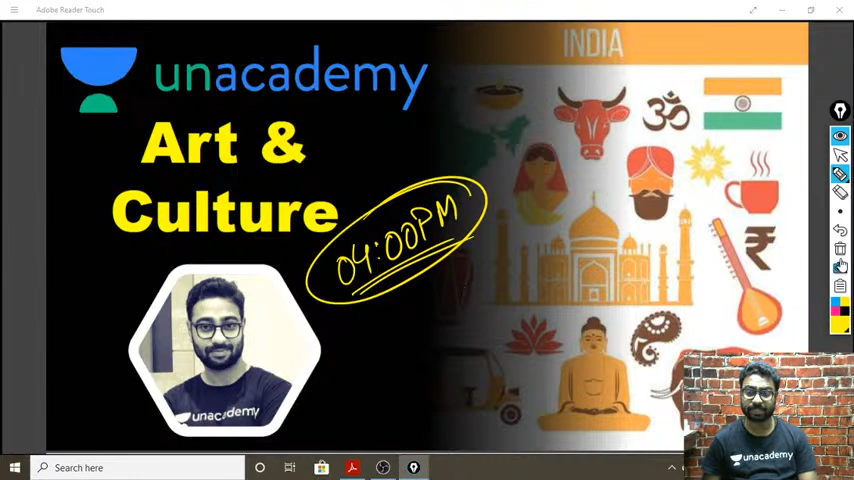 Adobe Reader Touch
INDIA
unacademy
Art &
Culture
04:00PM
ॐ
₹
unacademy
unacademy
Search here